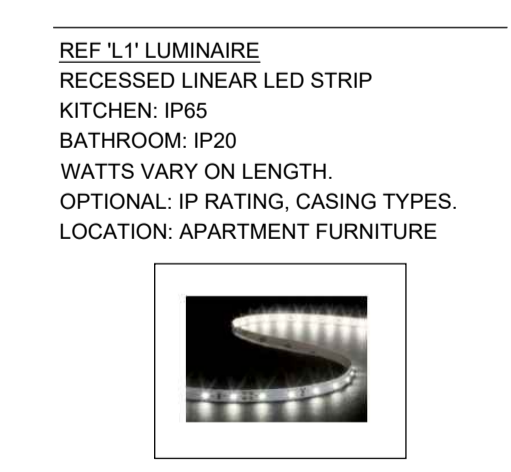 REF 'L1' LUMINAIRE
RECESSED LINEAR LED STRIP
KITCHEN: IP65
BATHROOM: IP20
WATTS VARY ON LENGTH.
OPTIONAL: IP RATING, CASING TYPES.
LOCATION: APARTMENT FURNITURE